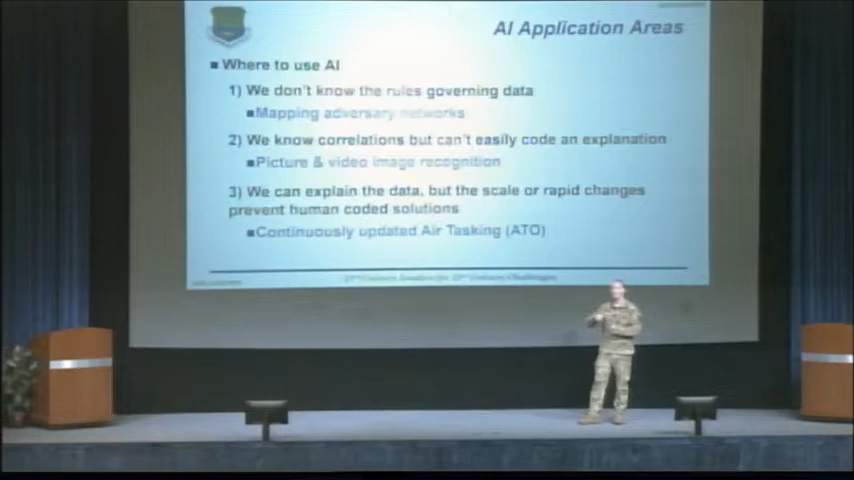 AI Application Areas
■ Where to use AI
1) We don't know the rules governing data
■Mapping adversary networks
2) We know correlations but can't easily code an explanation
■Picture & video image recognition
3) We can explain the data, but the scale or rapid changes
prevent human coded solutions
■Continuously updated Air Tasking (ATO)